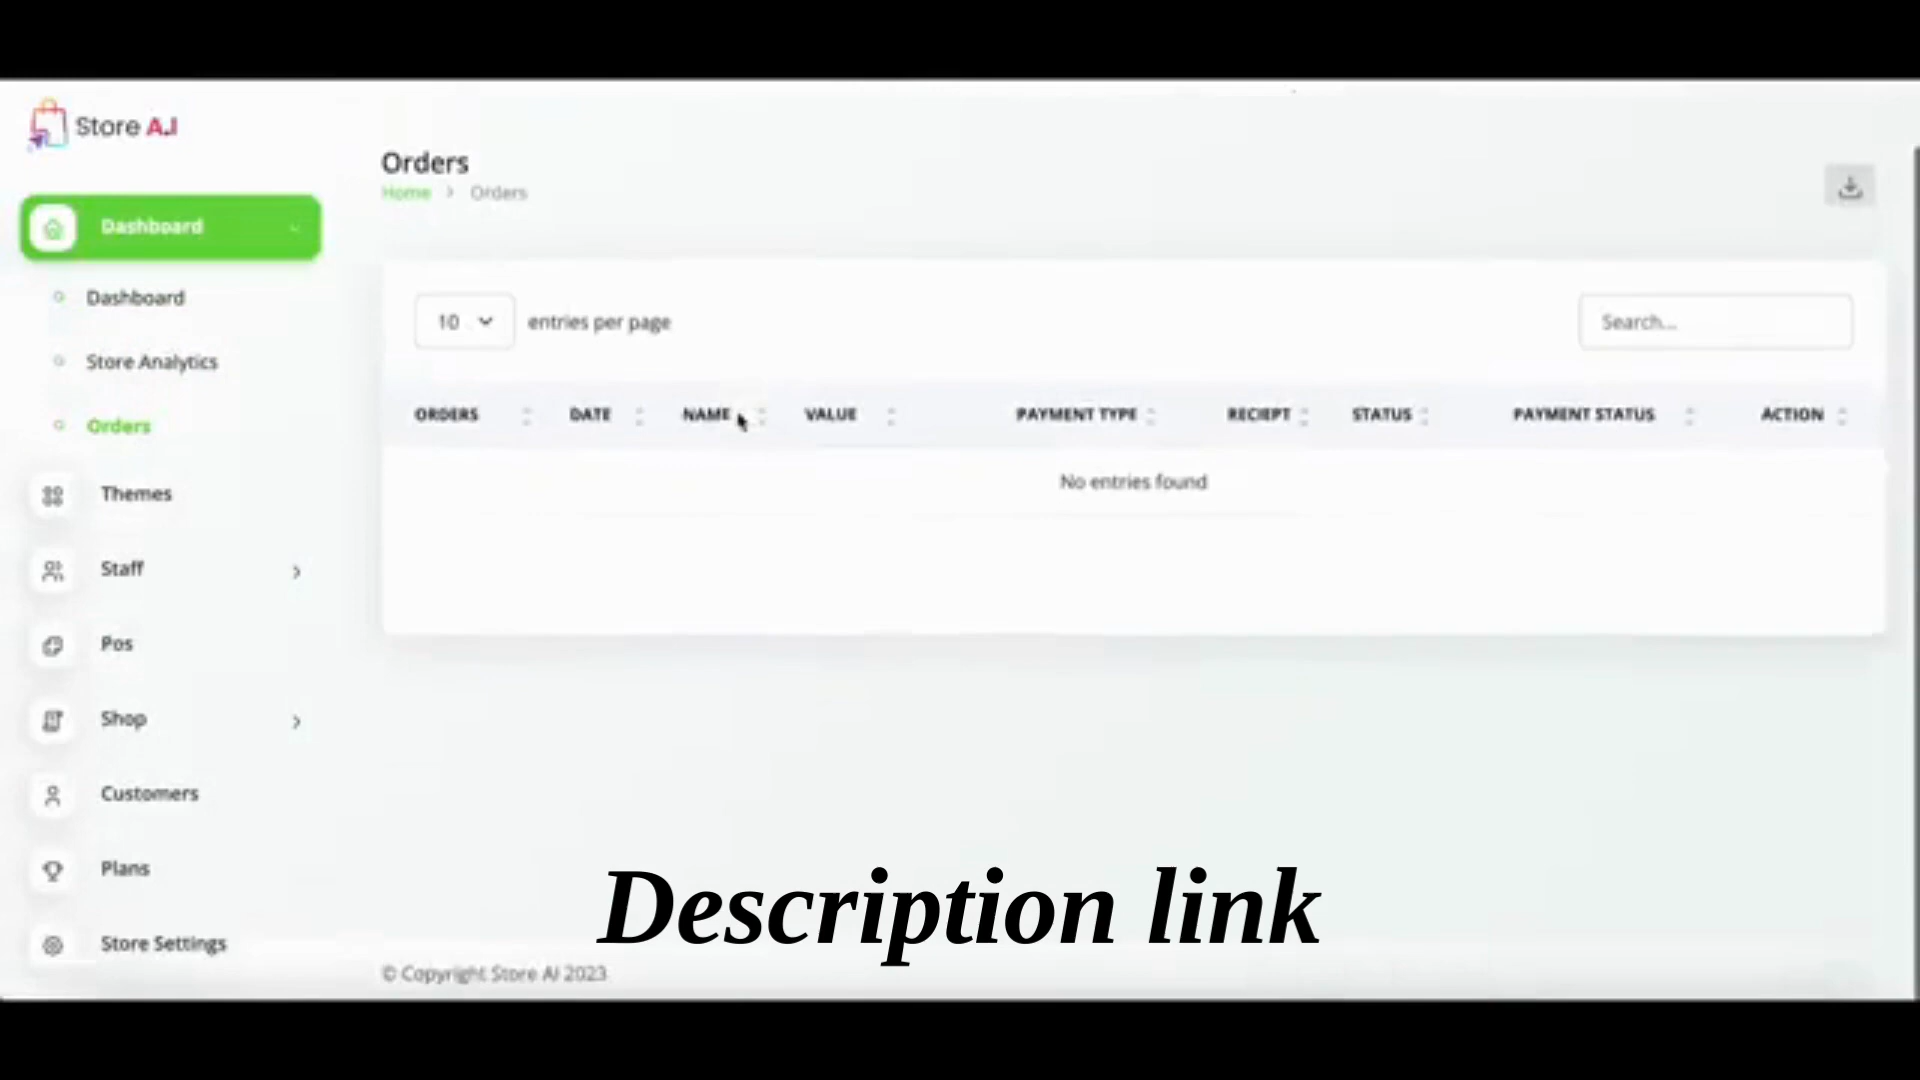 Store A.I
Orders
Home > Orders
Dashboard
Dashboard
Store Analytics
Orders
Themes
Staff
Pos
Shop
Customers
Plans
Store Settings
10 entries per page
Search...
ORDERS DATE NAME VALUE PAYMENT TYPE RECIEPT STATUS PAYMENT STATUS ACTION
No entries found
Description link
© Copyright Store AI 2023